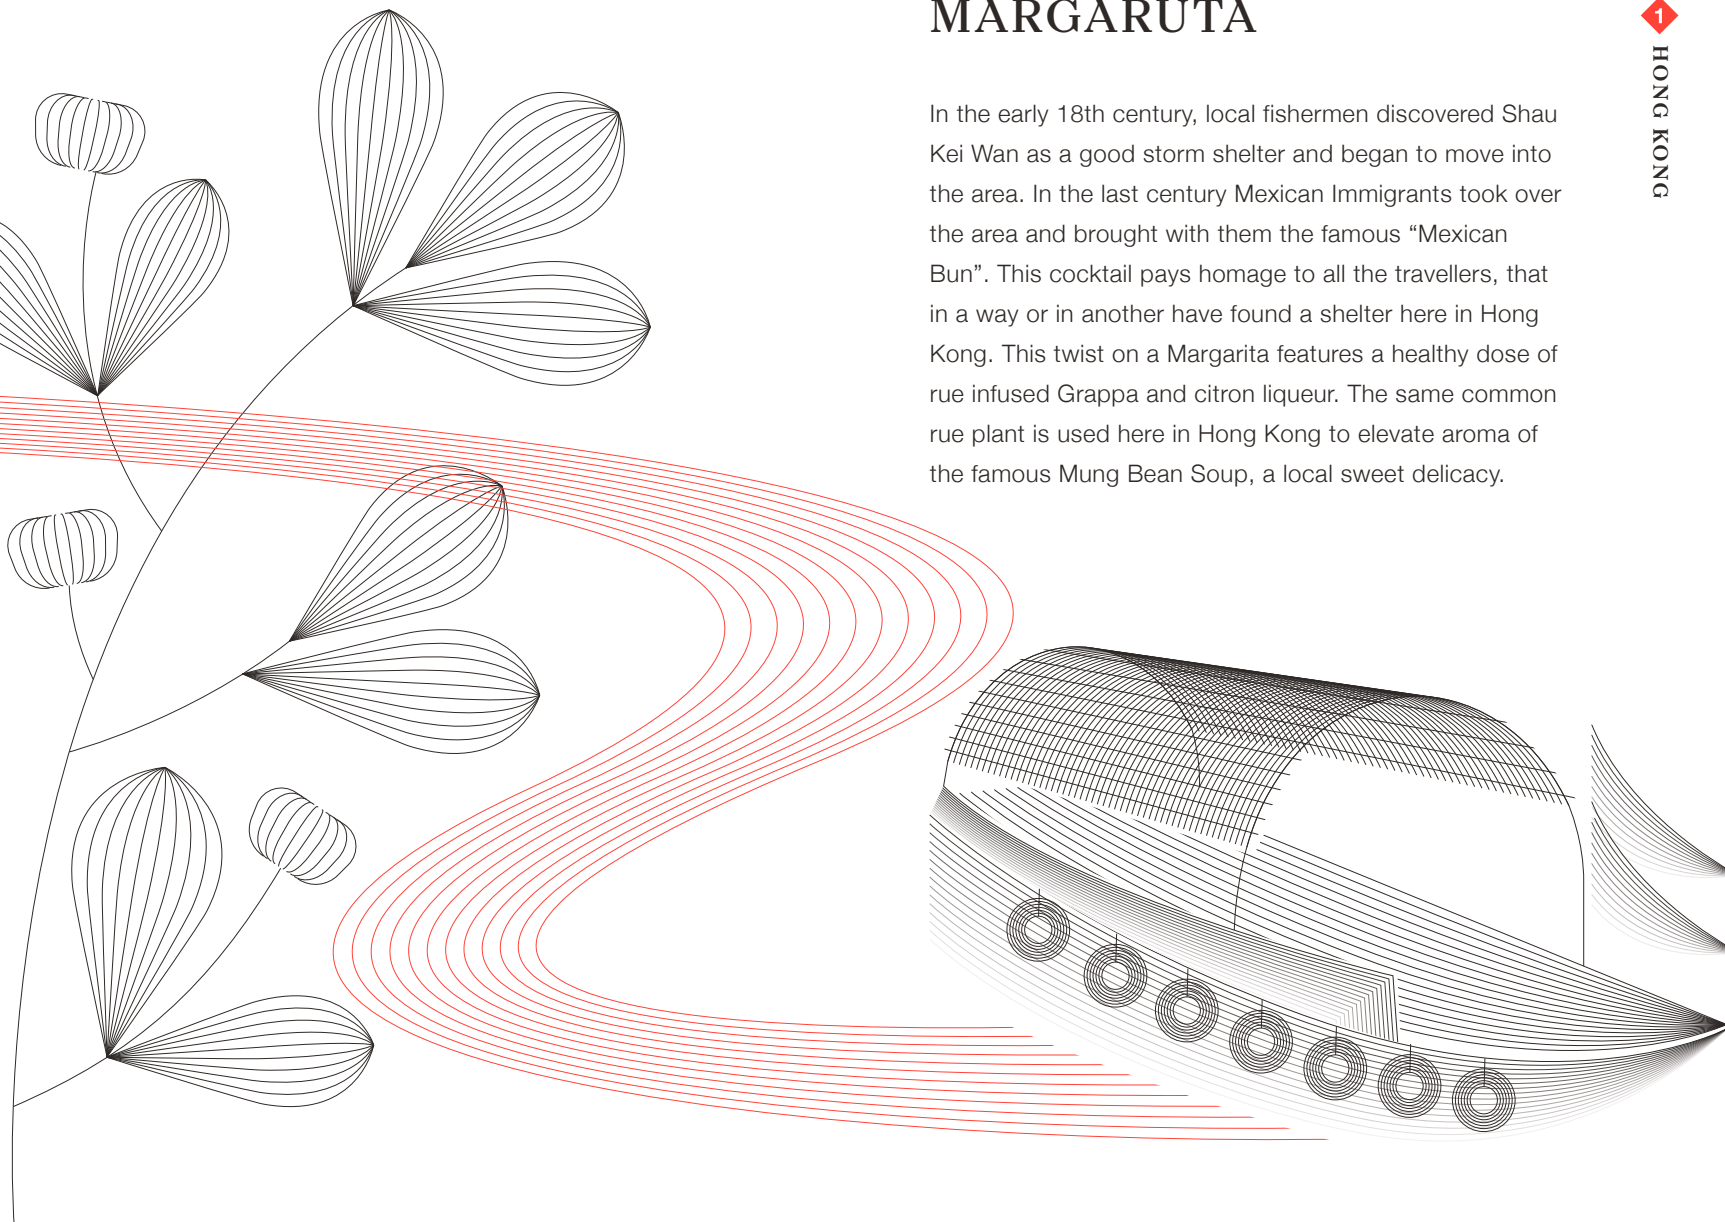 MARGARUTA
1
HONG KONG
In the early 18th century, local fishermen discovered Shau
Kei Wan as a good storm shelter and began to move into
the area. In the last century Mexican Immigrants took over
the area and brought with them the famous “Mexican
Bun”. This cocktail pays homage to all the travellers, that
in a way or in another have found a shelter here in Hong
Kong. This twist on a Margarita features a healthy dose of
rue infused Grappa and citron liqueur. The same common
rue plant is used here in Hong Kong to elevate aroma of
the famous Mung Bean Soup, a local sweet delicacy.